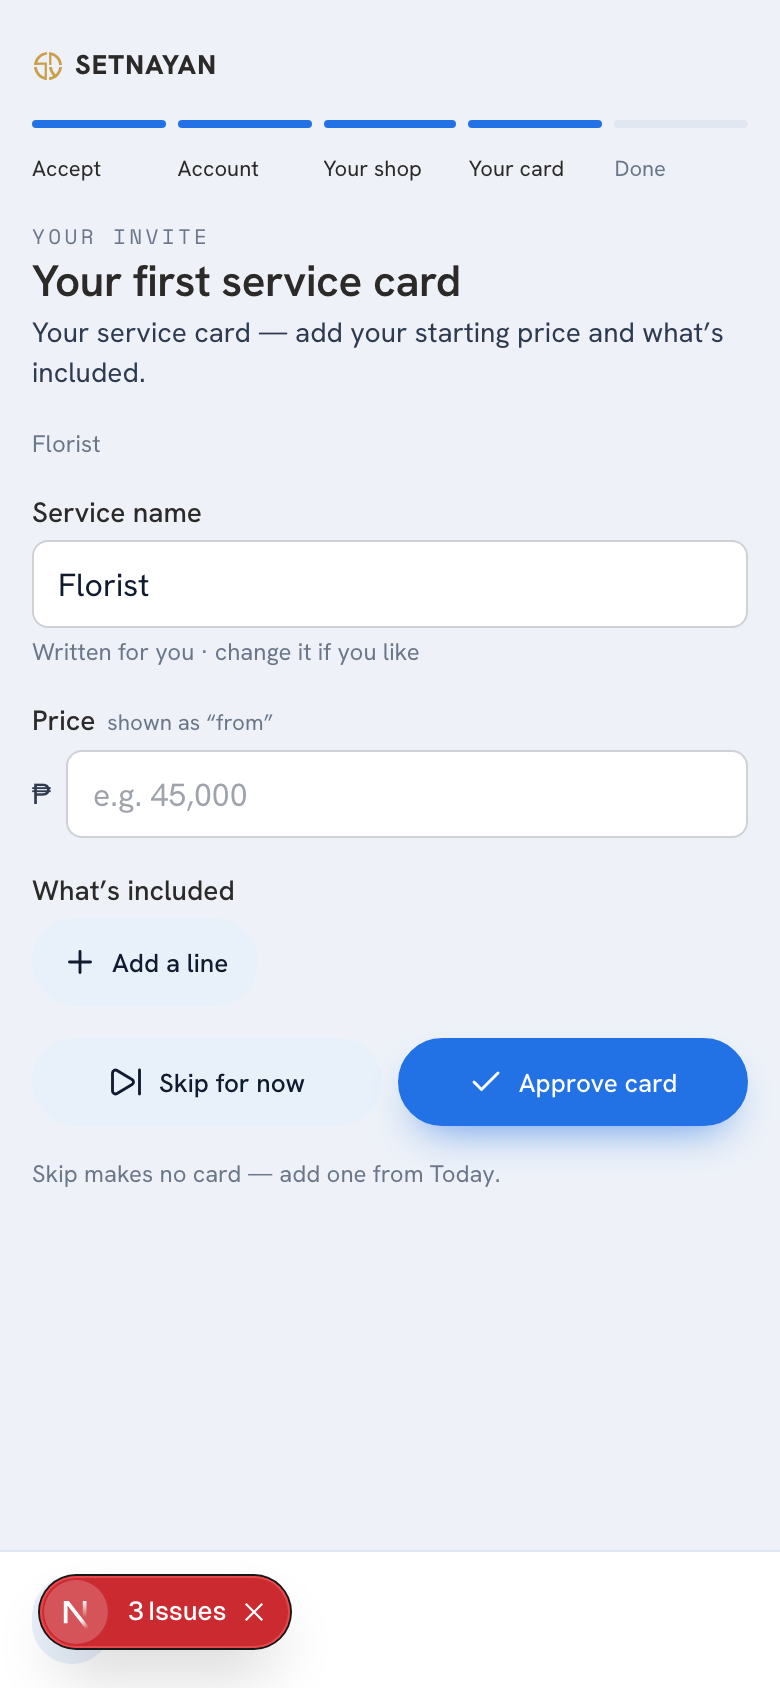 SETNAYAN
Accept
Account
Your shop
Your card
Done
YOUR INVITE
Your first service card
Your service card — add your starting price and what’s
included.
Florist
Service name
Florist
Written for you · change it if you like
Price shown as “from”
₱ e.g. 45,000
What’s included
Add a line
Skip for now
Approve card
Skip makes no card — add one from Today.
N 3 Issues